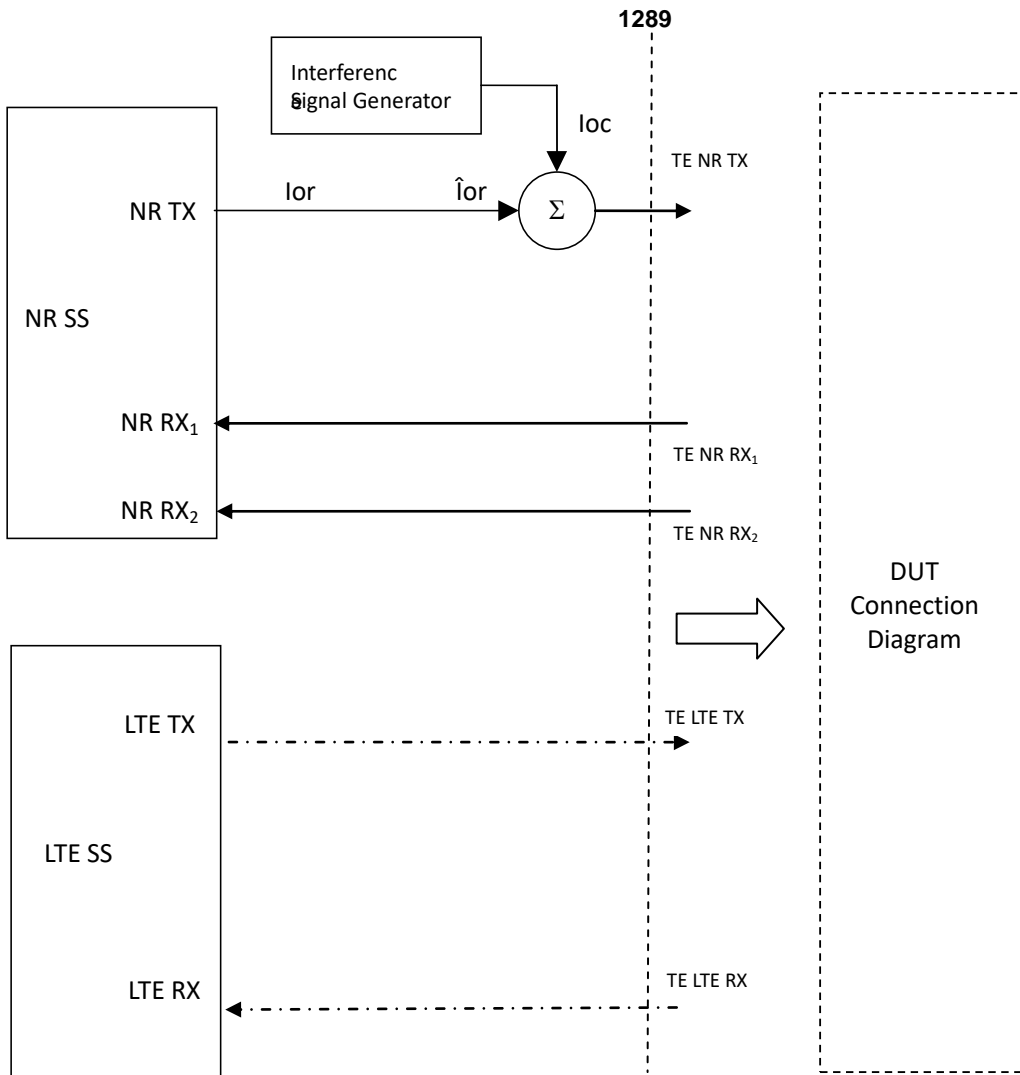 1289
Interferenc
Signal Generator
Ioc
TE NR TX
NR TX
Ior
Îor
Σ
NR SS
NR RX1
TE NR RX1
NR RX2
TE NR RX2
DUT
Connection
Diagram
LTE TX
TE LTE TX
LTE SS
TE LTE RX
LTE RX